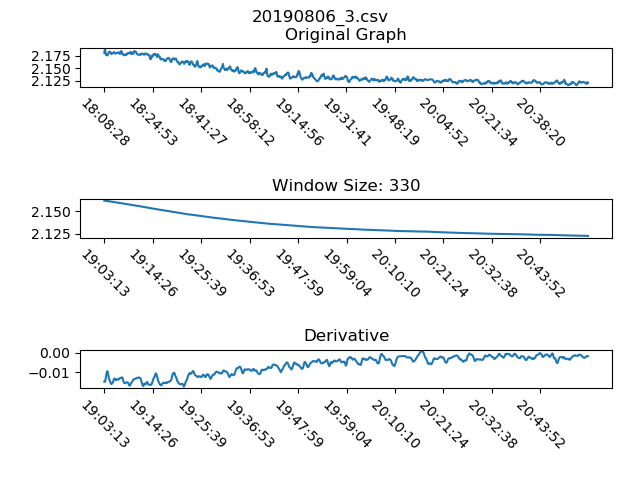 20190806_3.csv
Original Graph
2.175
2.150
2.125
18:08:28 18:24:53 18:41:27 18:58:12 19:14:56 19:31:41 19:48:19 20:04:52 20:21:34 20:38:20
Window Size: 330
2.150
2.125
19:03:13 19:14:26 19:25:39 19:36:53 19:47:59 19:59:04 20:10:10 20:21:24 20:32:38 20:43:52
Derivative
0.00
−0.01
19:03:13 19:14:26 19:25:39 19:36:53 19:47:59 19:59:04 20:10:10 20:21:24 20:32:38 20:43:52